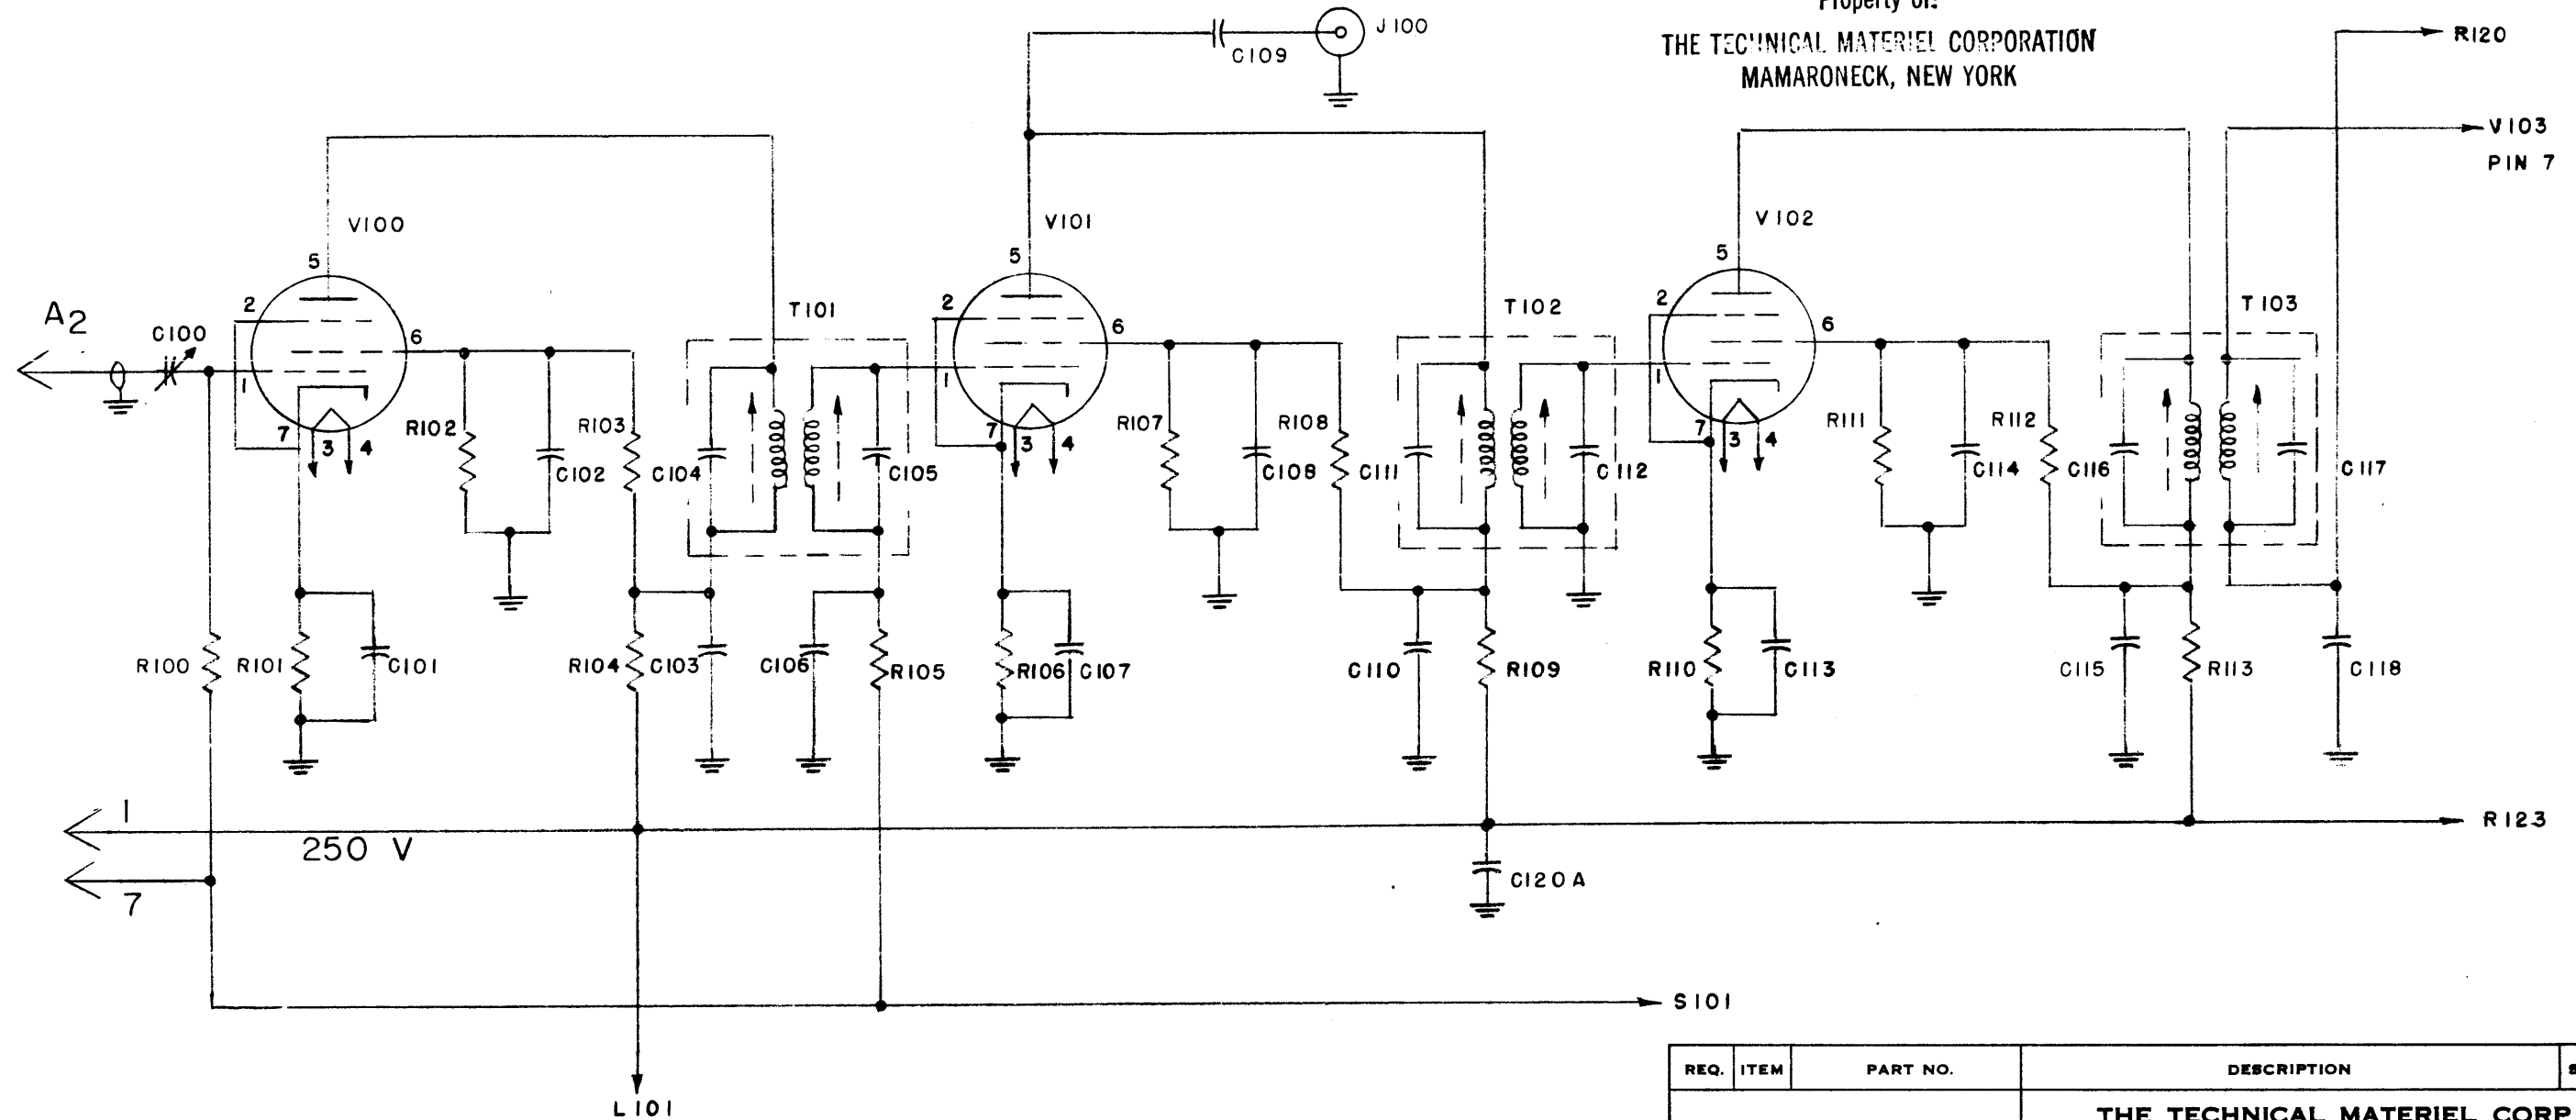 Property of:
THE TECHNICAL MATERIEL CORPORATION
MAMARONECK, NEW YORK
J100
C109
R120
V103
PIN 7
V100
V101
V102
5
5
5
2
2
2
6
6
6
A2
C100
T101
T102
T103
1
1
1
7
3
4
7
3
4
7
3
4
R102
R103
C102
C104
C105
R107
R108
C108
C111
C112
R111
R112
C114
C116
C117
R100
R101
C101
R104
C103
C106
R105
R106
C107
C110
R109
R110
C113
C115
R113
C118
1
250 V
7
R123
C120A
S101
L101
REQ.
ITEM
PART NO.
DESCRIPTION
THE TECHNICAL MATERIEL CORP